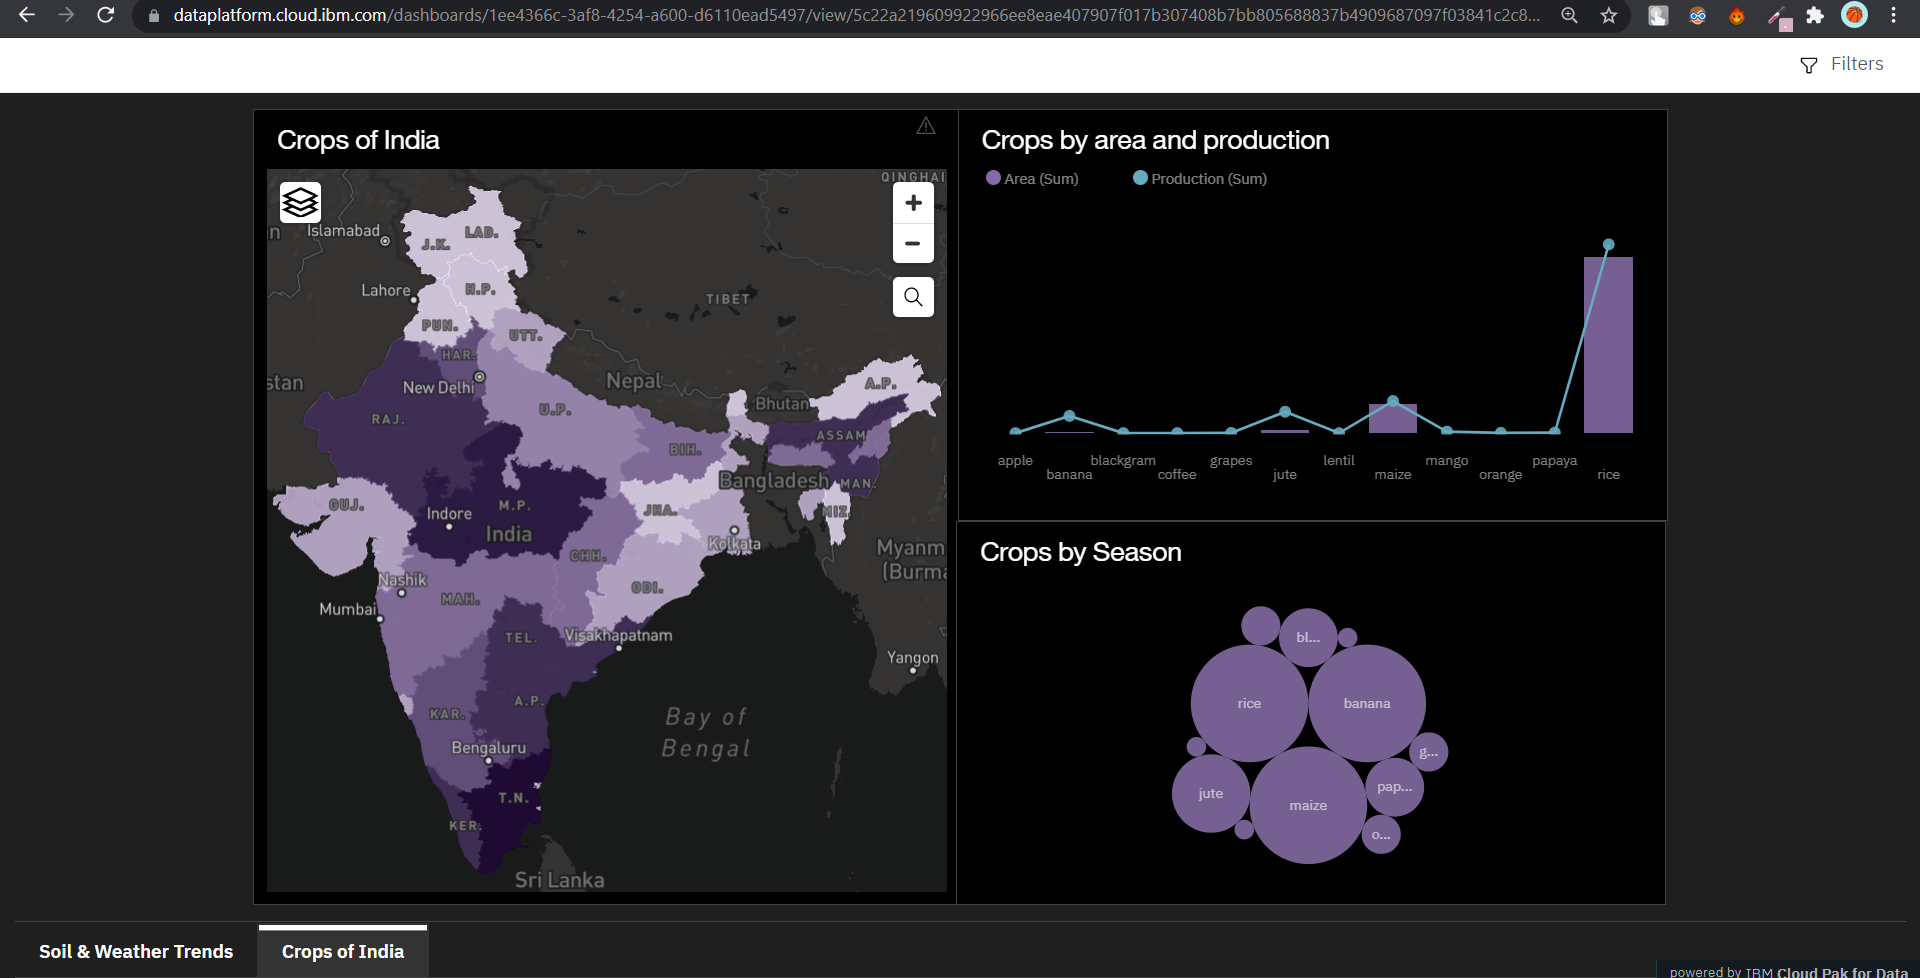 dataplatform.cloud.ibm.com/dashboards/1ee4366c-3af8-4254-a600-d6110ead5497/view/5c22a219609922966ee8eae407907f017b307408b7bb805688837b4909687097f03841c2c8...
Filters
Crops of India
QINGHAI
Islamabad
J.K.
LAD.
Lahore
H.P.
TIBET
PUN.
UTT.
HAR.
stan
New Delhi
Nepal
A.P.
Bhutan
RAJ.
U.P.
ASSAM
BIH.
Bangladesh
MAN.
GUJ.
Indore
M.P.
JHA.
MIZ.
India
Kolkata
CHH.
Myanm
(Burma
Nashik
ODI.
Mumbai
MAH.
TEL.
Visakhapatnam
Yangon
A.P.
KAR.
Bay of
Bengal
Bengaluru
T.N.
KER.
Sri Lanka
Crops by area and production
Area (Sum)
Production (Sum)
apple
banana
blackgram
coffee
grapes
jute
lentil
maize
mango
orange
papaya
rice
Crops by Season
bl...
rice
banana
g...
pap...
jute
maize
o...
Soil & Weather Trends
Crops of India
powered by IBM Cloud Pak for Data